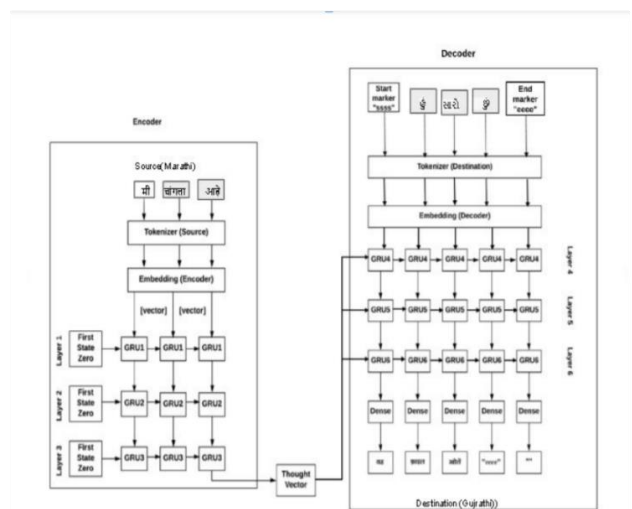 Decoder
Start marker "ssss"
હું
સારો
છું
End marker "eeee"
Tokenizer (Destination)
Embedding (Decoder)
GRU4 GRU4 GRU4 GRU4 GRU4
Layer 4
GRU5 GRU5 GRU5 GRU5 GRU5
Layer 5
GRU6 GRU6 GRU6 GRU6 GRU6
Layer 6
Dense Dense Dense Dense Dense
"eeee" ""
Destination (Gujrathi)
Encoder
Source(Marathi)
मी चांगला आहे
Tokenizer (Source)
Embedding (Encoder)
[vector] [vector]
Layer 1
First State Zero
GRU1 GRU1 GRU1
Layer 2
First State Zero
GRU2 GRU2 GRU2
Layer 3
First State Zero
GRU3 GRU3 GRU3
Thought Vector